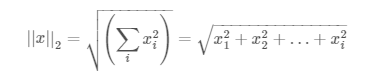 ||x||₂ = √(∑ᵢ xᵢ²) = √x₁² + x₂² + … + xᵢ²